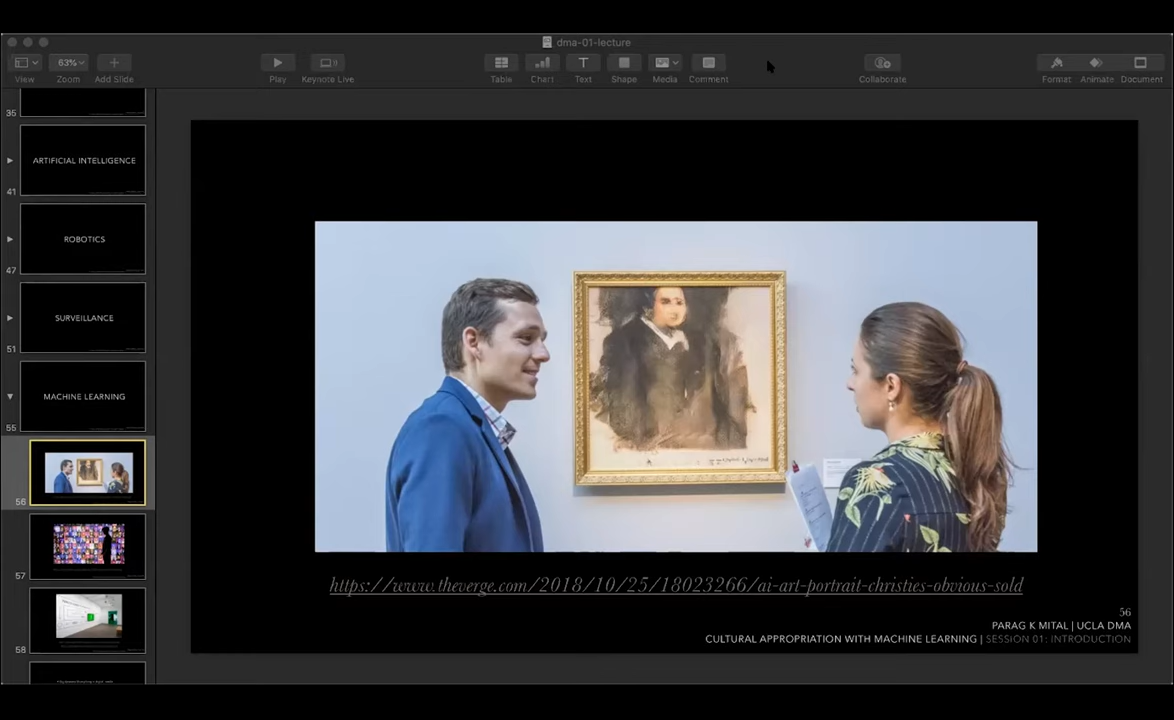 dma-01-lecture
63%
View
Zoom
Add Slide
Play
Keynote Live
Table
Chart
Text
Shape
Media
Comment
Collaborate
Format
Animate
Document
35
ARTIFICIAL INTELLIGENCE
41
ROBOTICS
47
SURVEILLANCE
51
MACHINE LEARNING
55
56
57
58
https://www.theverge.com/2018/10/25/18023266/ai-art-portrait-christies-obvious-sold
56
PARAG K MITAL | UCLA DMA
CULTURAL APPROPRIATION WITH MACHINE LEARNING | SESSION 01: INTRODUCTION